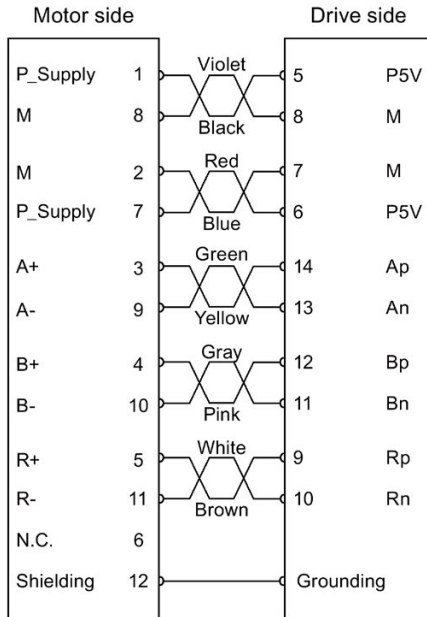 Motor side Drive side
P_Supply 1 Violet 5 P5V
M 8 Black 8 M
M 2 Red 7 M
P_Supply 7 Blue 6 P5V
A+ 3 Green 14 Ap
A- 9 Yellow 13 An
B+ 4 Gray 12 Bp
B- 10 Pink 11 Bn
R+ 5 White 9 Rp
R- 11 Brown 10 Rn
N.C. 6
Shielding 12 Grounding